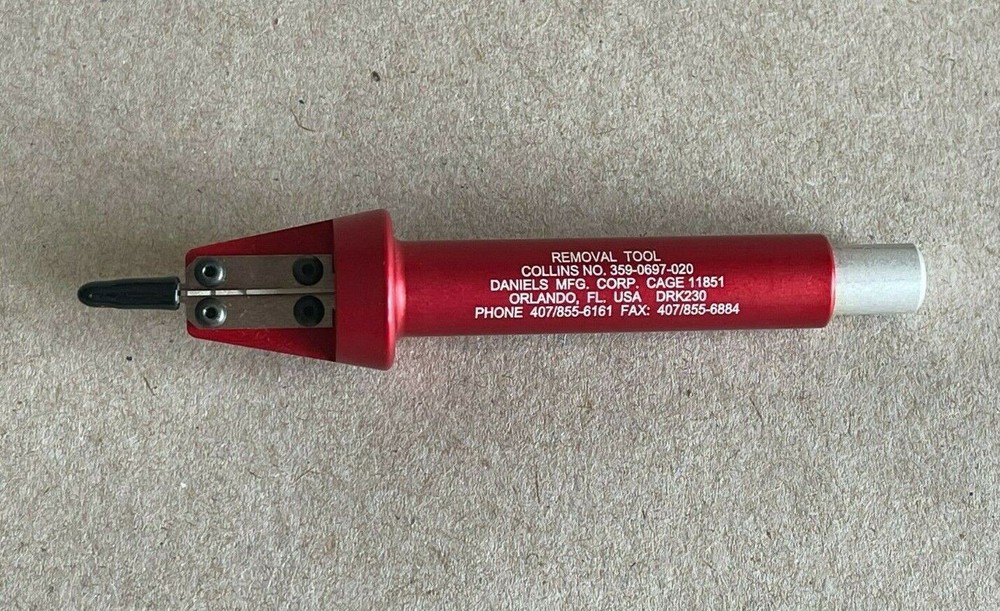 REMOVAL TOOL
COLLINS NO. 359-0697-020
DANIELS MFG. CORP. CAGE 11851
ORLANDO, FL. USA DRK230
PHONE 407/855-6161 FAX: 407/855-6884